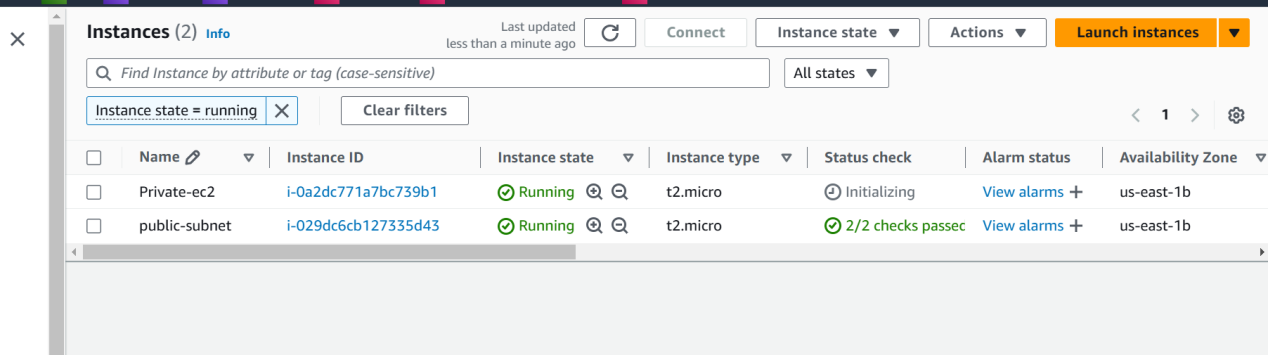 Instances (2) Info
Last updated
less than a minute ago
Connect
Instance state
Actions
Launch instances
Find Instance by attribute or tag (case-sensitive)
All states
Instance state = running
Clear filters
1
Name Instance ID Instance state Instance type Status check Alarm status Availability Zone
Private-ec2 i-0a2dc771a7bc739b1 Running t2.micro Initializing View alarms + us-east-1b
public-subnet i-029dc6cb127335d43 Running t2.micro 2/2 checks passec View alarms + us-east-1b